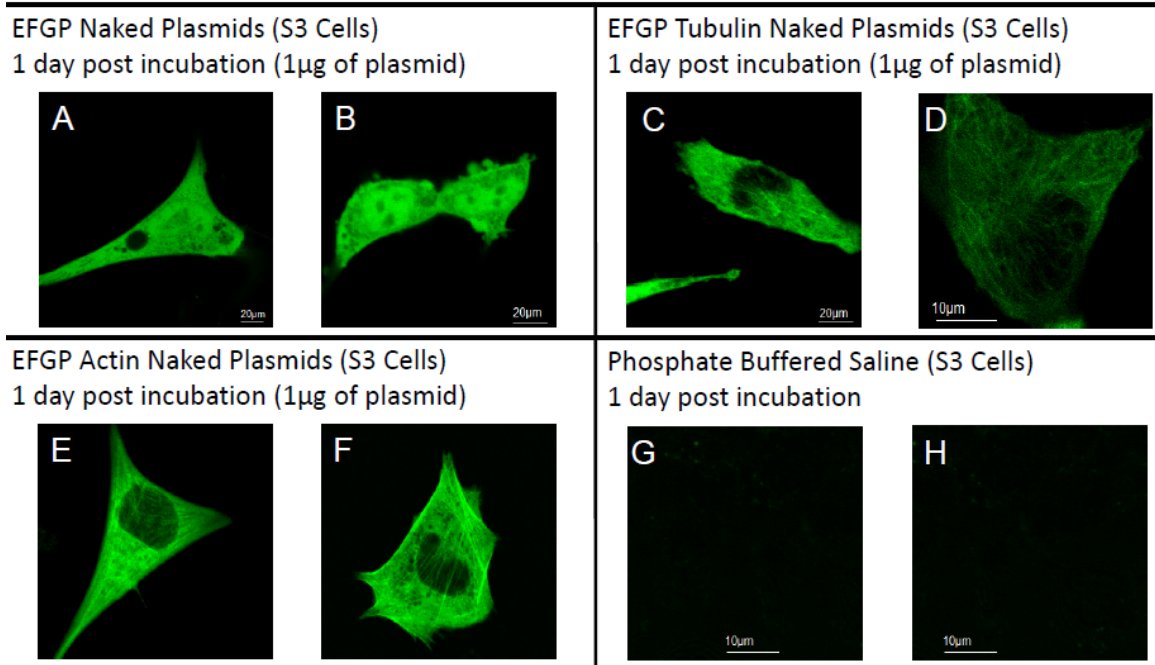 EFGP Naked Plasmids (S3 Cells)
1 day post incubation (1µg of plasmid)
A
B
20µm
20µm
EFGP Tubulin Naked Plasmids (S3 Cells)
1 day post incubation (1µg of plasmid)
C
D
20µm
10µm
EFGP Actin Naked Plasmids (S3 Cells)
1 day post incubation (1µg of plasmid)
E
F
Phosphate Buffered Saline (S3 Cells)
1 day post incubation
G
H
10µm
10µm